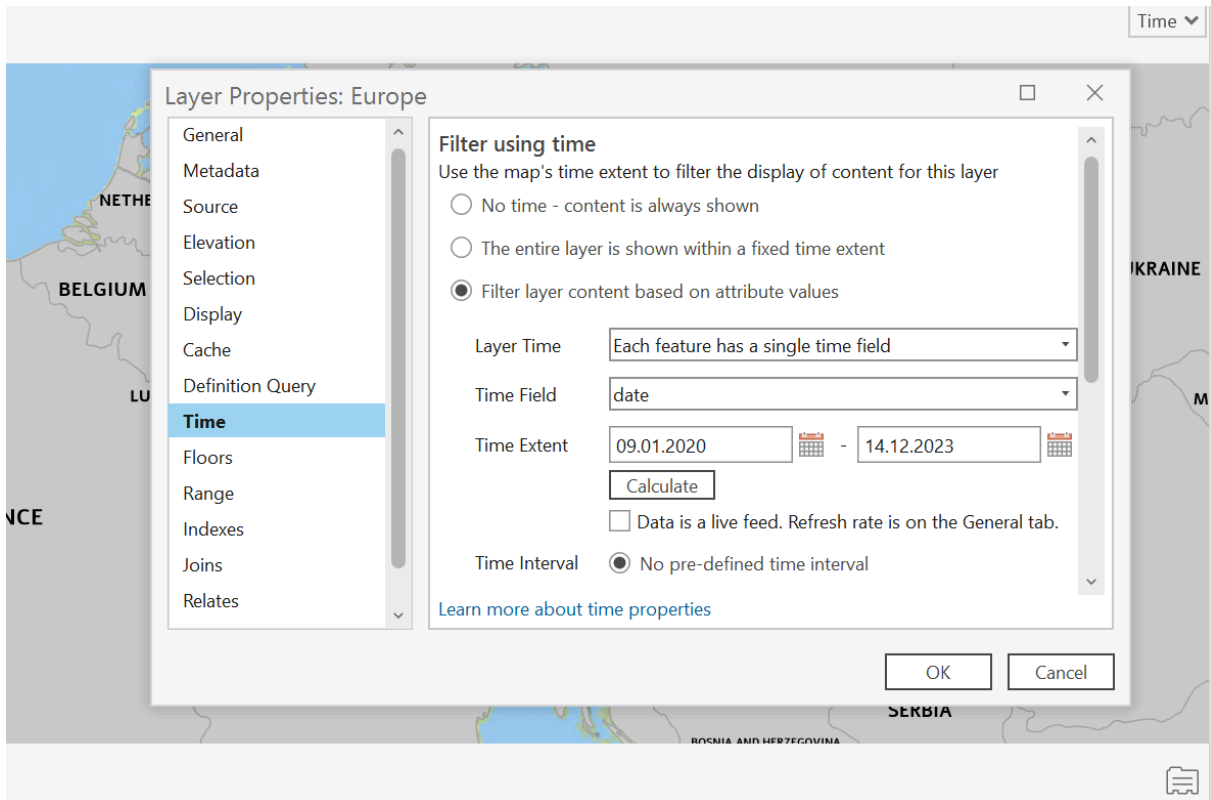 Time
Layer Properties: Europe
General
Metadata
Source
Elevation
Selection
Display
Cache
Definition Query
Time
Floors
Range
Indexes
Joins
Relates
Filter using time
Use the map's time extent to filter the display of content for this layer
No time - content is always shown
The entire layer is shown within a fixed time extent
Filter layer content based on attribute values
Layer Time Each feature has a single time field
Time Field date
Time Extent 09.01.2020 - 14.12.2023
Calculate
Data is a live feed. Refresh rate is on the General tab.
Time Interval No pre-defined time interval
Learn more about time properties
OK Cancel
NETHE
BELGIUM
LU
NCE
KRAINE
M
SERBIA
BOSNIA AND HERZEGOVINA